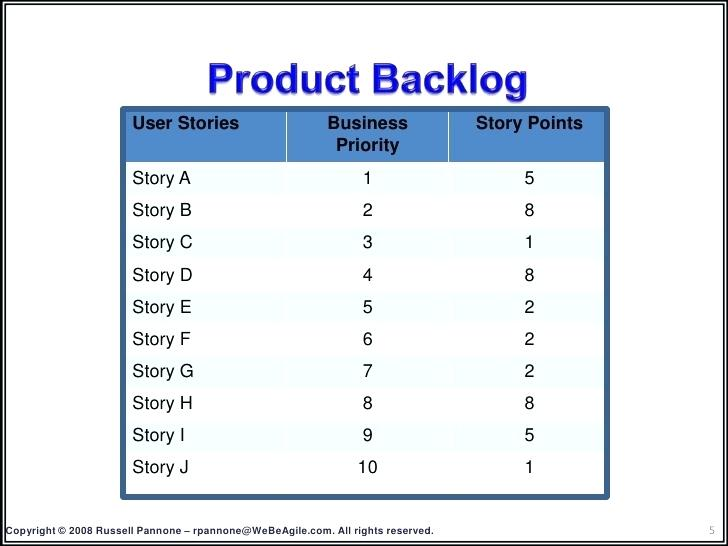 Product Backlog
User Stories Business Priority Story Points
Story A 1 5
Story B 2 8
Story C 3 1
Story D 4 8
Story E 5 2
Story F 6 2
Story G 7 2
Story H 8 8
Story I 9 5
Story J 10 1
Copyright © 2008 Russell Pannone – rpannone@WeBeAgile.com. All rights reserved. 5